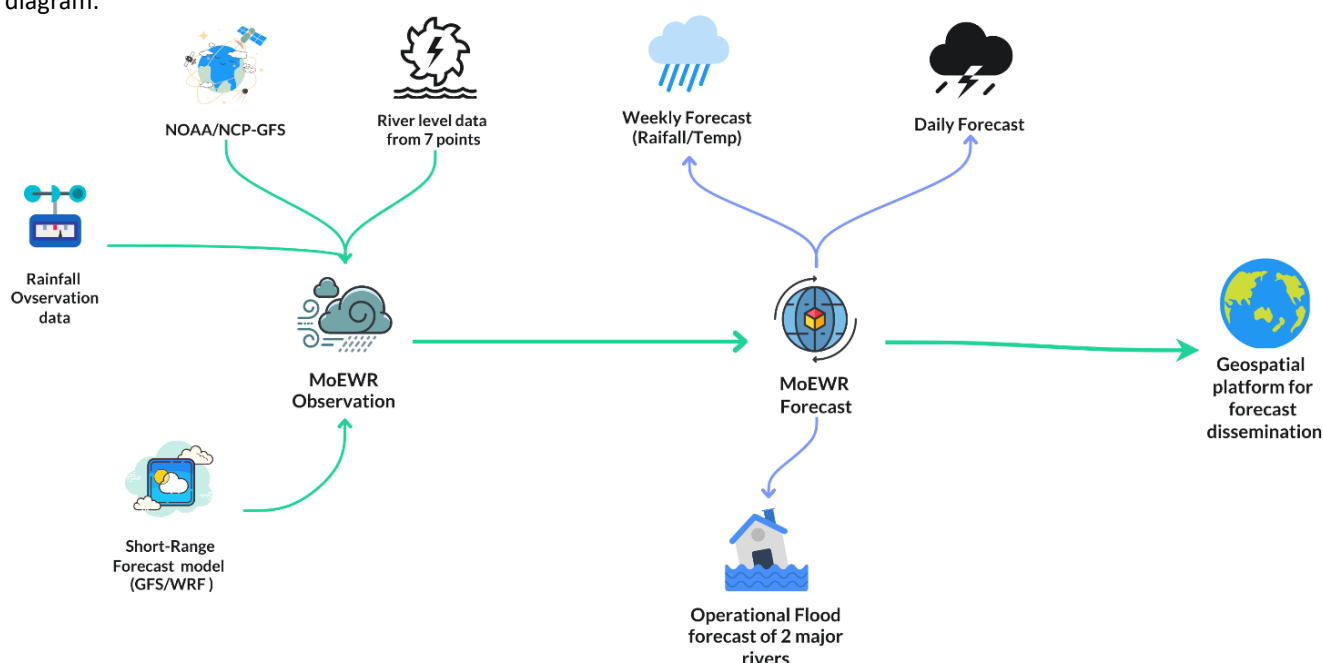 diagram.
NOAA/NCP-GFS
River level data
from 7 points
Weekly Forecast
(Raifall/Temp)
Daily Forecast
Rainfall
Ovservation
data
MoEWR
Observation
MoEWR
Forecast
Geospatial
platform for
forecast
dissemination
Short-Range
Forecast model
(GFS/WRF )
Operational Flood
forecast of 2 major
rivers